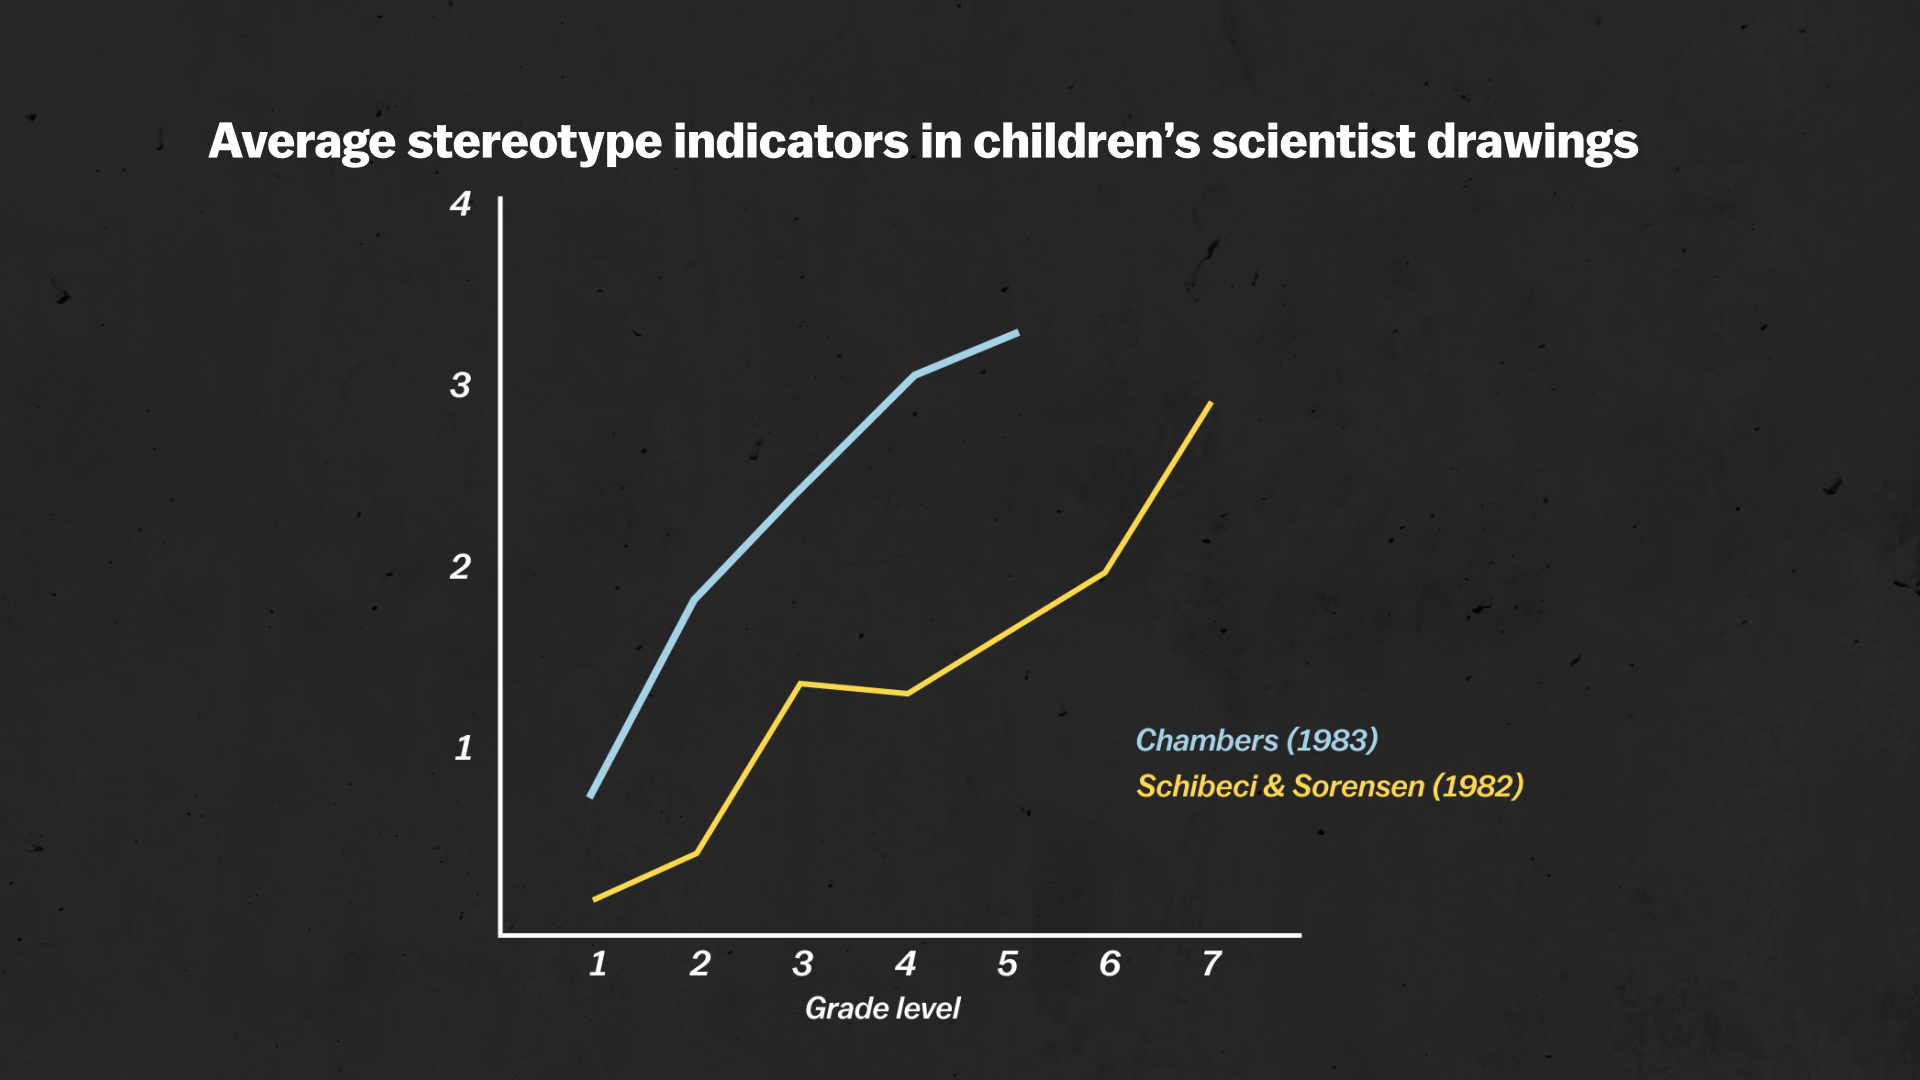 Average stereotype indicators in children’s scientist drawings
4
3
2
1
Chambers (1983)
Schibeci & Sorensen (1982)
1 2 3 4 5 6 7
Grade level